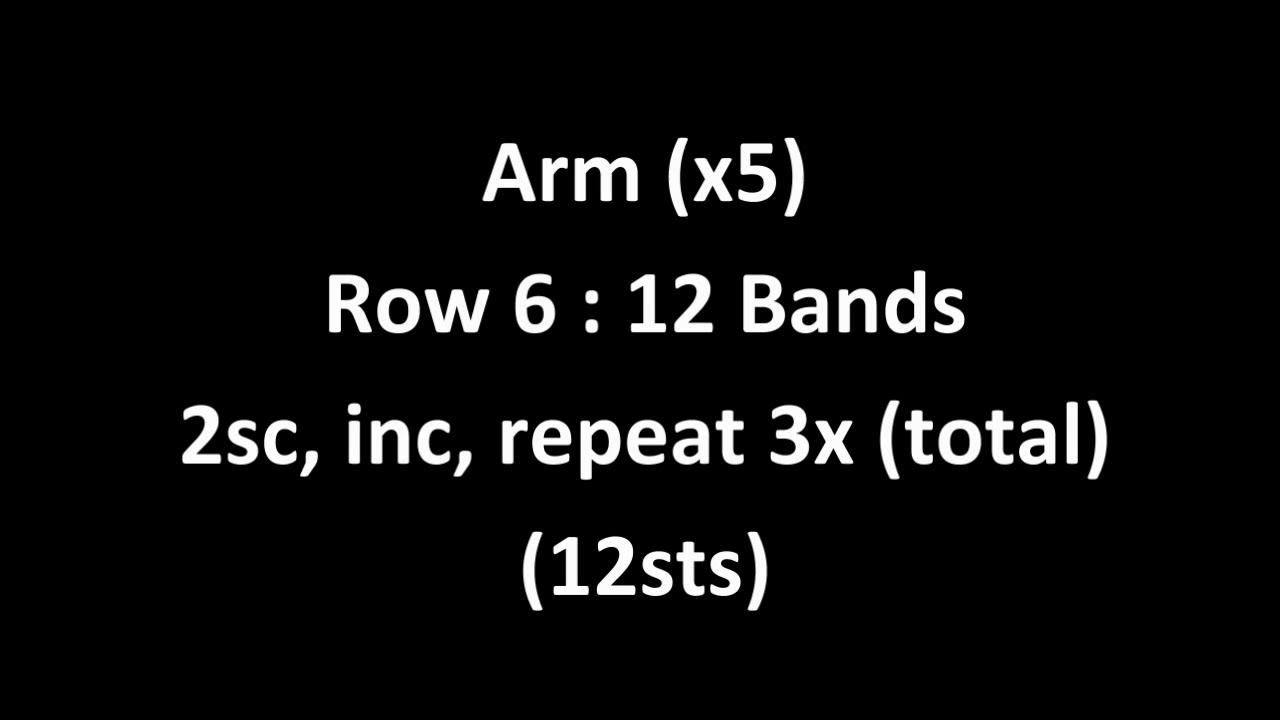 Arm (x5)
Row 6 : 12 Bands
2sc, inc, repeat 3x (total)
(12sts)